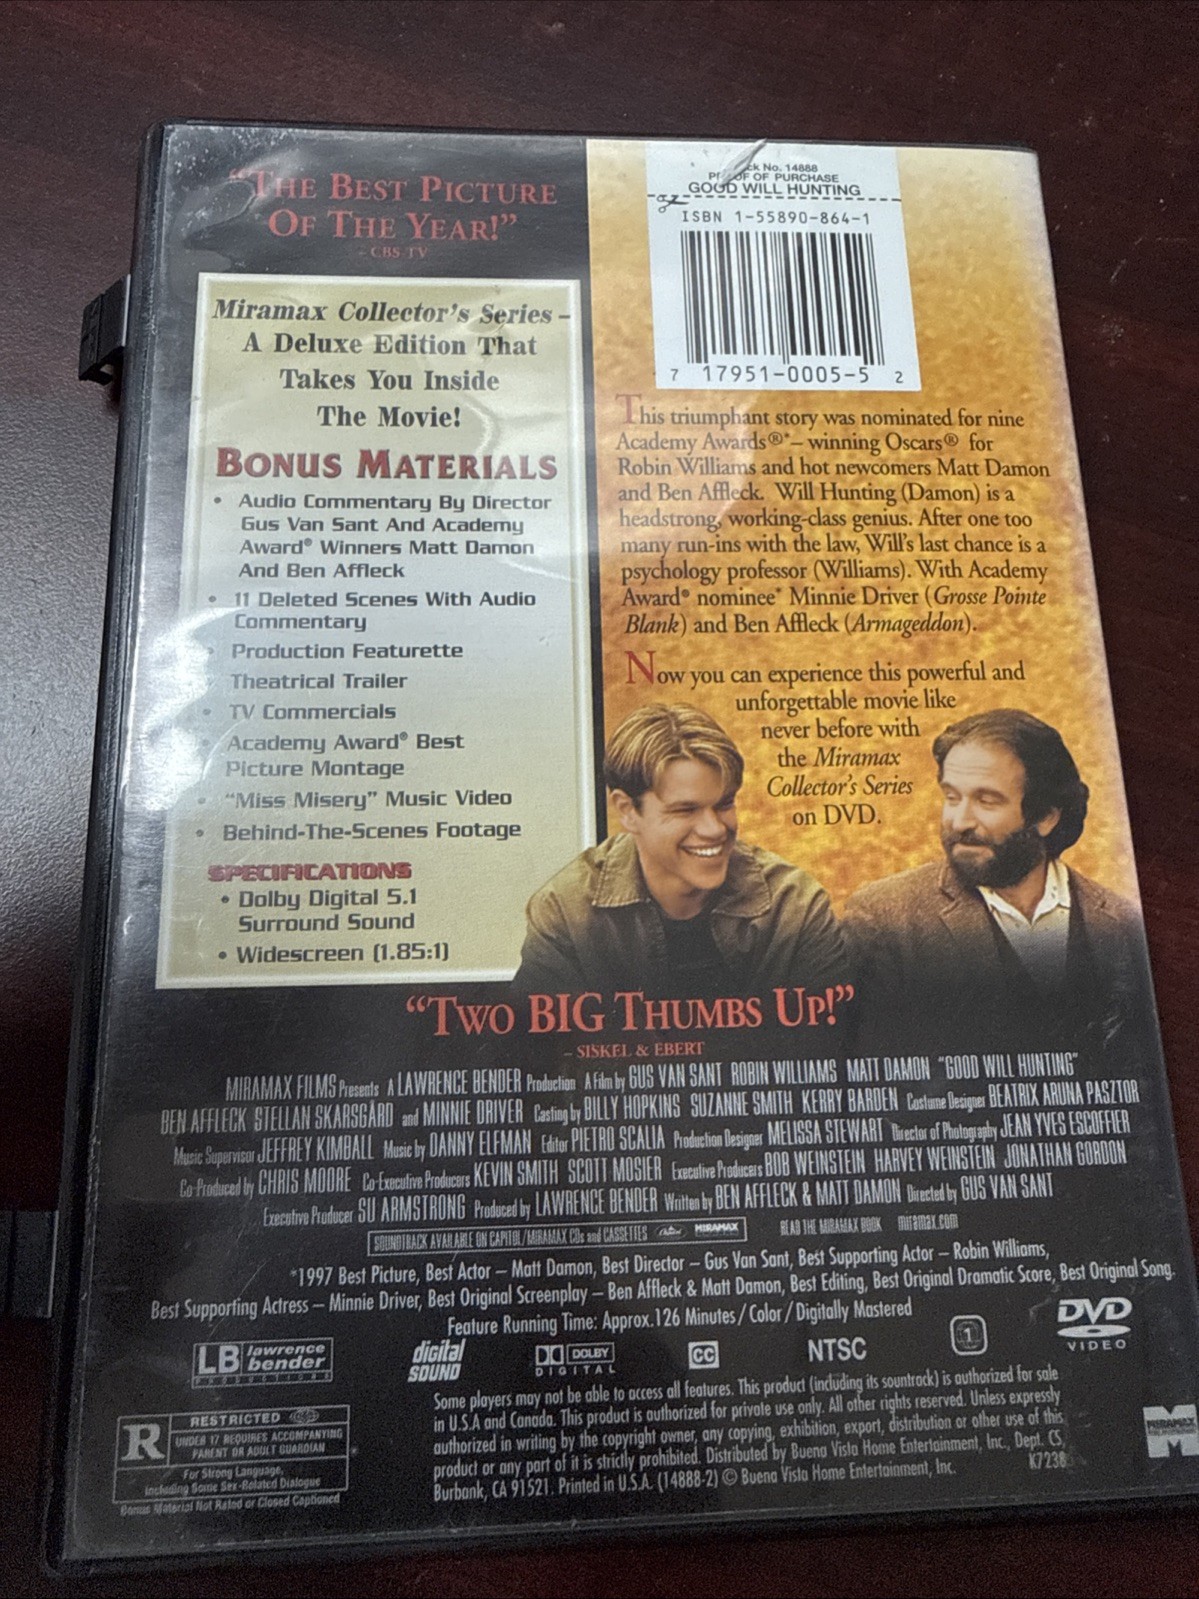 "THE BEST PICTURE
OF THE YEAR!"
- CBS TV
Miramax Collector's Series –
A Deluxe Edition That
Takes You Inside
The Movie!
BONUS MATERIALS
• Audio Commentary By Director
Gus Van Sant And Academy
Award® Winners Matt Damon
And Ben Affleck
• 11 Deleted Scenes With Audio
Commentary
• Production Featurette
• Theatrical Trailer
• TV Commercials
• Academy Award® Best
Picture Montage
• "Miss Misery" Music Video
• Behind-The-Scenes Footage
SPECIFICATIONS
• Dolby Digital 5.1
Surround Sound
• Widescreen (1.85:1)
No. 14888
OF PURCHASE
GOOD WILL HUNTING
ISBN 1-55890-864-1
7 17951-0005-5 2
This triumphant story was nominated for nine
Academy Awards®*– winning Oscars® for
Robin Williams and hot newcomers Matt Damon
and Ben Affleck. Will Hunting (Damon) is a
headstrong, working-class genius. After one too
many run-ins with the law, Will's last chance is a
psychology professor (Williams). With Academy
Award® nominee* Minnie Driver (Grosse Pointe
Blank) and Ben Affleck (Armageddon).
Now you can experience this powerful and
unforgettable movie like
never before with
the Miramax
Collector's Series
on DVD.
"TWO BIG THUMBS UP!"
– SISKEL & EBERT
MIRAMAX FILMS Presents A LAWRENCE BENDER Production A Film by GUS VAN SANT ROBIN WILLIAMS MATT DAMON "GOOD WILL HUNTING"
BEN AFFLECK STELLAN SKARSGÅRD and MINNIE DRIVER Casting by BILLY HOPKINS SUZANNE SMITH KERRY BARDEN Costume Designer BEATRIX ARUNA PASZTOR
Music Supervisor JEFFREY KIMBALL Music by DANNY ELFMAN Editor PIETRO SCALIA Production Designer MELISSA STEWART Director of Photography JEAN YVES ESCOFFIER
Co-Produced by CHRIS MOORE Co-Executive Producers KEVIN SMITH SCOTT MOSIER Executive Producers BOB WEINSTEIN HARVEY WEINSTEIN JONATHAN GORDON
Executive Producer SU ARMSTRONG Produced by LAWRENCE BENDER Written by BEN AFFLECK & MATT DAMON Directed by GUS VAN SANT
SOUNDTRACK AVAILABLE ON CAPITOL/MIRAMAX CDs and CASSETTES MIRAMAX READ THE MIRAMAX BOOK miramax.com
*1997 Best Picture, Best Actor – Matt Damon, Best Director – Gus Van Sant, Best Supporting Actor – Robin Williams,
Best Supporting Actress – Minnie Driver, Best Original Screenplay – Ben Affleck & Matt Damon, Best Editing, Best Original Dramatic Score, Best Original Song.
Feature Running Time: Approx.126 Minutes / Color / Digitally Mastered
LB lawrence bender PRODUCTIONS
digital SOUND
DOLBY DIGITAL
CC
NTSC
1
DVD VIDEO
R
RESTRICTED
UNDER 17 REQUIRES ACCOMPANYING
PARENT OR ADULT GUARDIAN
For Strong Language,
Including Some Sex-Related Dialogue
Bonus Material Not Rated or Closed Captioned
Some players may not be able to access all features. This product (including its sountrack) is authorized for sale
in U.S.A and Canada. This product is authorized for private use only. All other rights reserved. Unless expressly
authorized in writing by the copyright owner, any copying, exhibition, export, distribution or other use of this
product or any part of it is strictly prohibited. Distributed by Buena Vista Home Entertainment, Inc., Dept. CS,
Burbank, CA 91521. Printed in U.S.A. (14888-2) © Buena Vista Home Entertainment, Inc.
K7238
MIRAMAX